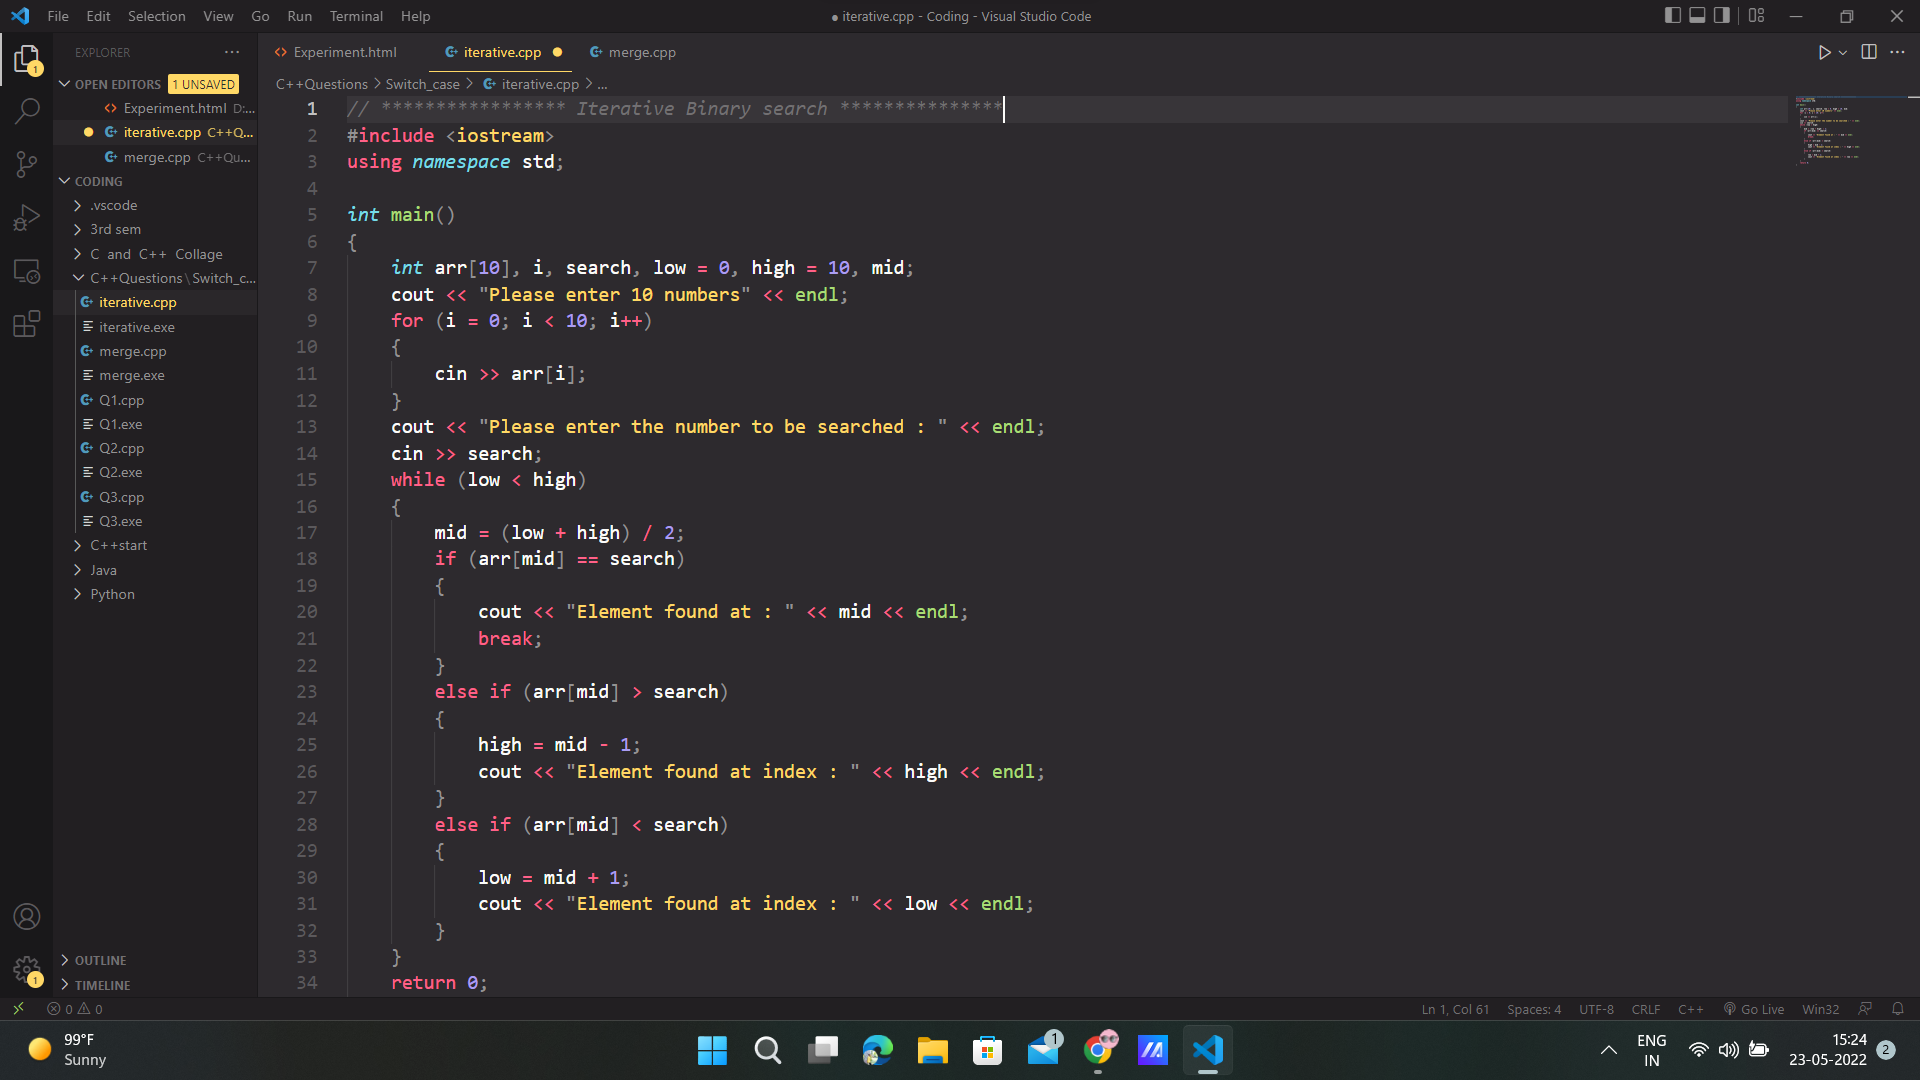 File Edit Selection View Go Run Terminal Help
● iterative.cpp - Coding - Visual Studio Code
EXPLORER
OPEN EDITORS 1 UNSAVED
Experiment.html D:...
iterative.cpp C++Q...
merge.cpp C++Qu...
CODING
.vscode
3rd sem
C and C++ Collage
C++Questions\Switch_c...
iterative.cpp
iterative.exe
merge.cpp
merge.exe
Q1.cpp
Q1.exe
Q2.cpp
Q2.exe
Q3.cpp
Q3.exe
C++start
Java
Python
OUTLINE
TIMELINE
Experiment.html iterative.cpp merge.cpp
C++Questions > Switch_case > iterative.cpp > ...
1 // ***************** Iterative Binary search ***************
2 #include <iostream>
3 using namespace std;
4
5 int main()
6 {
7 int arr[10], i, search, low = 0, high = 10, mid;
8 cout << "Please enter 10 numbers" << endl;
9 for (i = 0; i < 10; i++)
10 {
11 cin >> arr[i];
12 }
13 cout << "Please enter the number to be searched : " << endl;
14 cin >> search;
15 while (low < high)
16 {
17 mid = (low + high) / 2;
18 if (arr[mid] == search)
19 {
20 cout << "Element found at : " << mid << endl;
21 break;
22 }
23 else if (arr[mid] > search)
24 {
25 high = mid - 1;
26 cout << "Element found at index : " << high << endl;
27 }
28 else if (arr[mid] < search)
29 {
30 low = mid + 1;
31 cout << "Element found at index : " << low << endl;
32 }
33 }
34 return 0;
1
1
0 0
Ln 1, Col 61 Spaces: 4 UTF-8 CRLF C++ Go Live Win32
99°F
Sunny
1
ENG
IN
15:24
23-05-2022
2